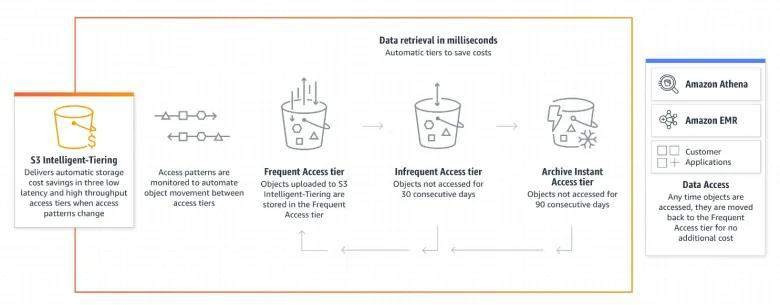 Data retrieval in milliseconds
Automatic tiers to save costs
S3 Intelligent-Tiering
Delivers automatic storage
cost savings in three low
latency and high throughput
access tiers when access
patterns change
Access patterns are
monitored to automate
object movement between
access tiers
Frequent Access tier
Objects uploaded to S3
Intelligent-Tiering are
stored in the Frequent
Access tier
Infrequent Access tier
Objects not accessed for
30 consecutive days
Archive Instant
Access tier
Objects not accessed for
90 consecutive days
Amazon Athena
Amazon EMR
Customer
Applications
Data Access
Any time objects are
accessed, they are moved
back to the Frequent
Access tier for no
additional cost